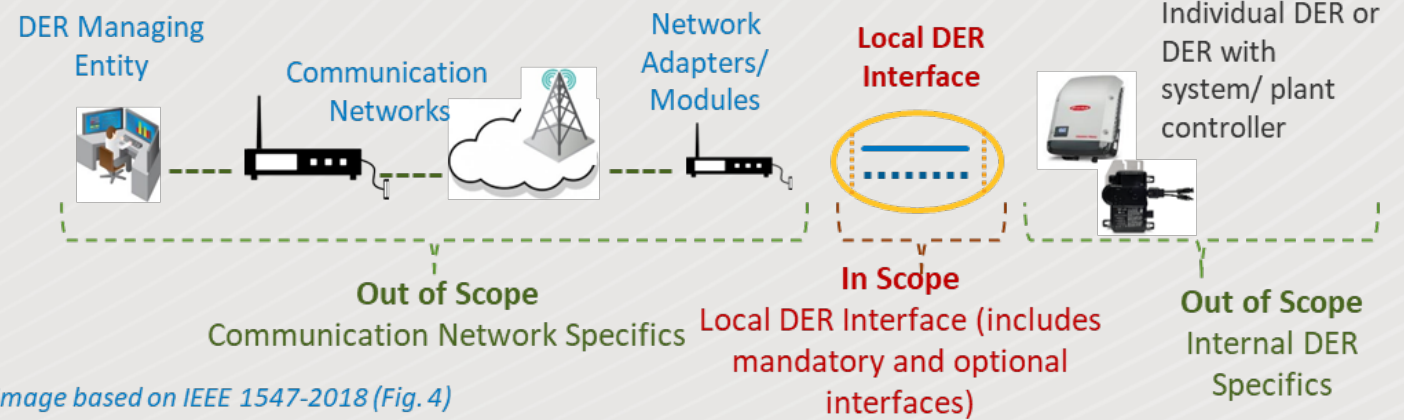 DER Managing
Entity
Communication
Networks
Network
Adapters/
Modules
Local DER
Interface
Individual DER or
DER with
system/ plant
controller
Out of Scope
Communication Network Specifics
In Scope
Local DER Interface (includes
mandatory and optional
interfaces)
Out of Scope
Internal DER
Specifics
mage based on IEEE 1547-2018 (Fig. 4)